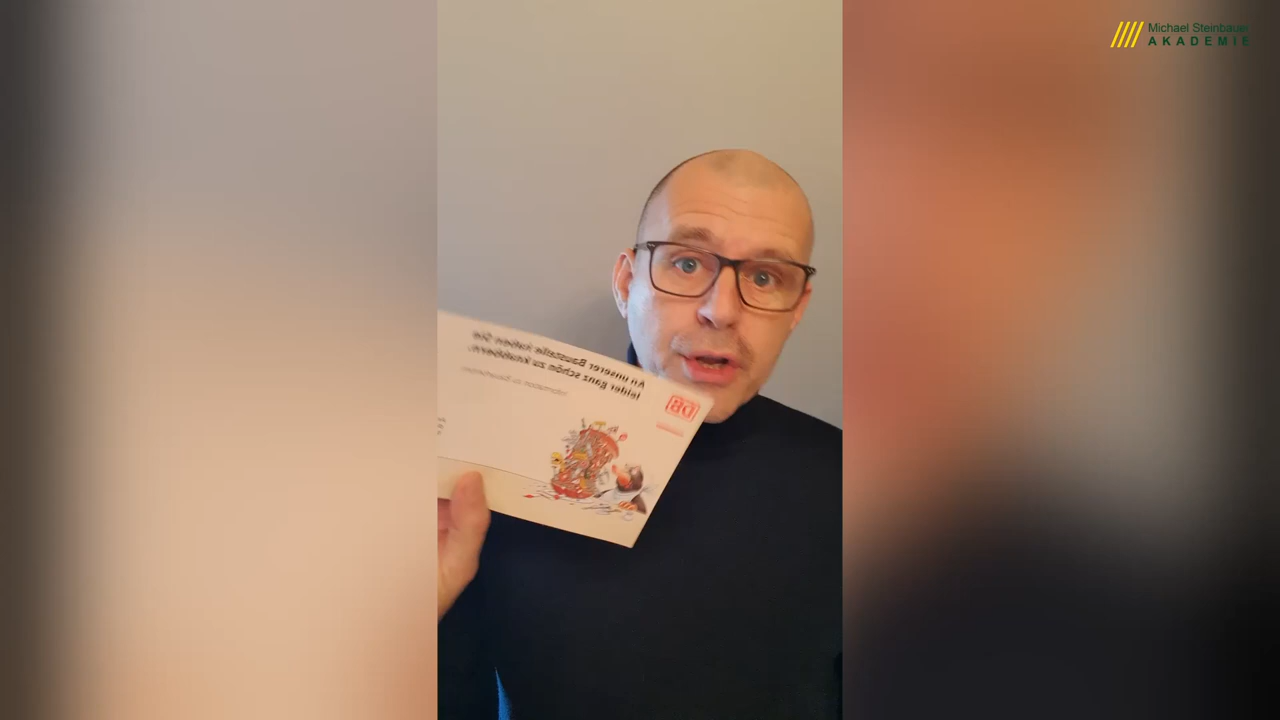 Michael Steinbauer
AKADEMIE
An unserer Baustelle haben Sie
leider ganz schön zu knabbern.
DB